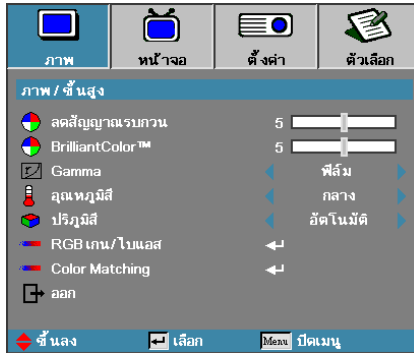 ภาพ หน้าจอ ตั้งค่า ตัวเลือก
ภาพ / ขั้นสูง
ลดสัญญาณรบกวน 5
BrilliantColor™ 5
Gamma ฟิล์ม
อุณหภูมิสี กลาง
ปริภูมิสี อัตโนมัติ
RGB เกน/ไบแอส
Color Matching
ออก
ขึ้นลง เลือก Menu ปิดเมนู